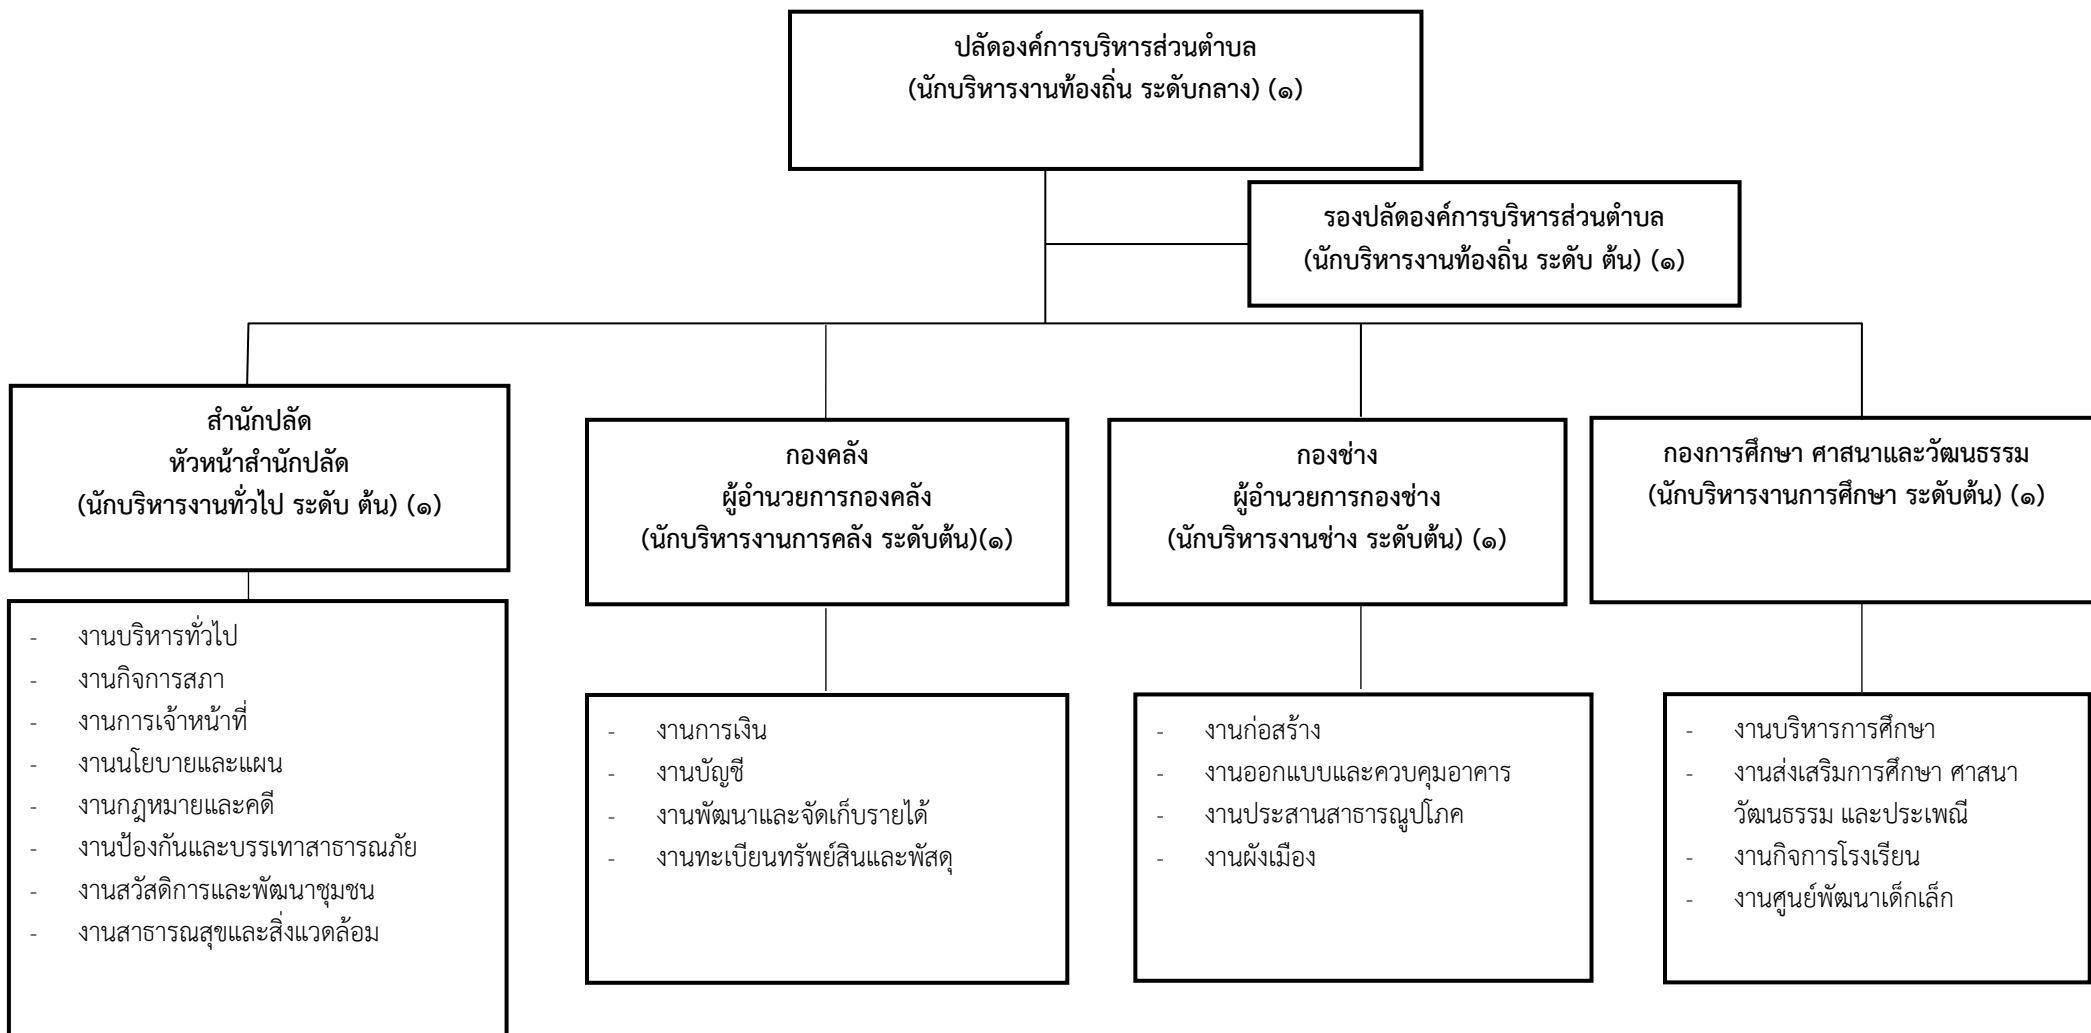 ปลัดองค์การบริหารส่วนตำบล
(นักบริหารงานท้องถิ่น ระดับกลาง) (๑)
รองปลัดองค์การบริหารส่วนตำบล
(นักบริหารงานท้องถิ่น ระดับ ต้น) (๑)
สำนักปลัด
หัวหน้าสำนักปลัด
(นักบริหารงานทั่วไป ระดับ ต้น) (๑)
กองคลัง
ผู้อำนวยการกองคลัง
(นักบริหารงานการคลัง ระดับต้น)(๑)
กองช่าง
ผู้อำนวยการกองช่าง
(นักบริหารงานช่าง ระดับต้น) (๑)
กองการศึกษา ศาสนาและวัฒนธรรม
(นักบริหารงานการศึกษา ระดับต้น) (๑)
- งานบริหารทั่วไป
- งานกิจการสภา
- งานการเจ้าหน้าที่
- งานนโยบายและแผน
- งานกฎหมายและคดี
- งานป้องกันและบรรเทาสาธารณภัย
- งานสวัสดิการและพัฒนาชุมชน
- งานสาธารณสุขและสิ่งแวดล้อม
- งานการเงิน
- งานบัญชี
- งานพัฒนาและจัดเก็บรายได้
- งานทะเบียนทรัพย์สินและพัสดุ
- งานก่อสร้าง
- งานออกแบบและควบคุมอาคาร
- งานประสานสาธารณูปโภค
- งานผังเมือง
- งานบริหารการศึกษา
- งานส่งเสริมการศึกษา ศาสนา
วัฒนธรรม และประเพณี
- งานกิจการโรงเรียน
- งานศูนย์พัฒนาเด็กเล็ก